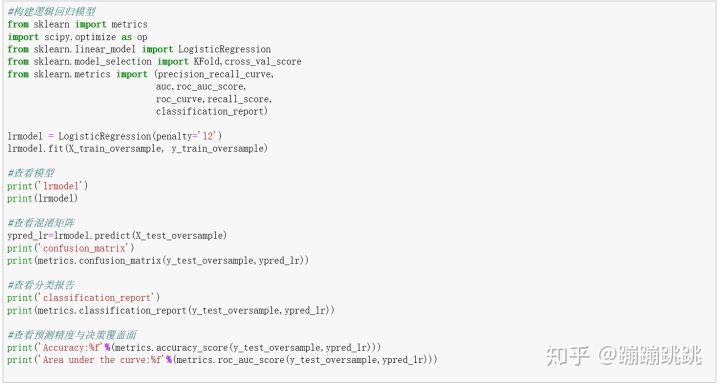 #构建逻辑回归模型
from sklearn import metrics
import scipy.optimize as op
from sklearn.linear_model import LogisticRegression
from sklearn.model_selection import KFold,cross_val_score
from sklearn.metrics import (precision_recall_curve,
auc,roc_auc_score,
roc_curve,recall_score,
classification_report)
lrmodel = LogisticRegression(penalty='l2')
lrmodel.fit(X_train_oversample, y_train_oversample)
#查看模型
print('lrmodel')
print(lrmodel)
#查看混淆矩阵
ypred_lr=lrmodel.predict(X_test_oversample)
print('confusion_matrix')
print(metrics.confusion_matrix(y_test_oversample,ypred_lr))
#查看分类报告
print('classification_report')
print(metrics.classification_report(y_test_oversample,ypred_lr))
#查看预测精度与决策覆盖面
print('Accuracy:%f'%(metrics.accuracy_score(y_test_oversample,ypred_lr)))
print('Area under the curve:%f'%(metrics.roc_auc_score(y_test_oversample,ypred_lr)))
知乎 @蹦蹦跳跳